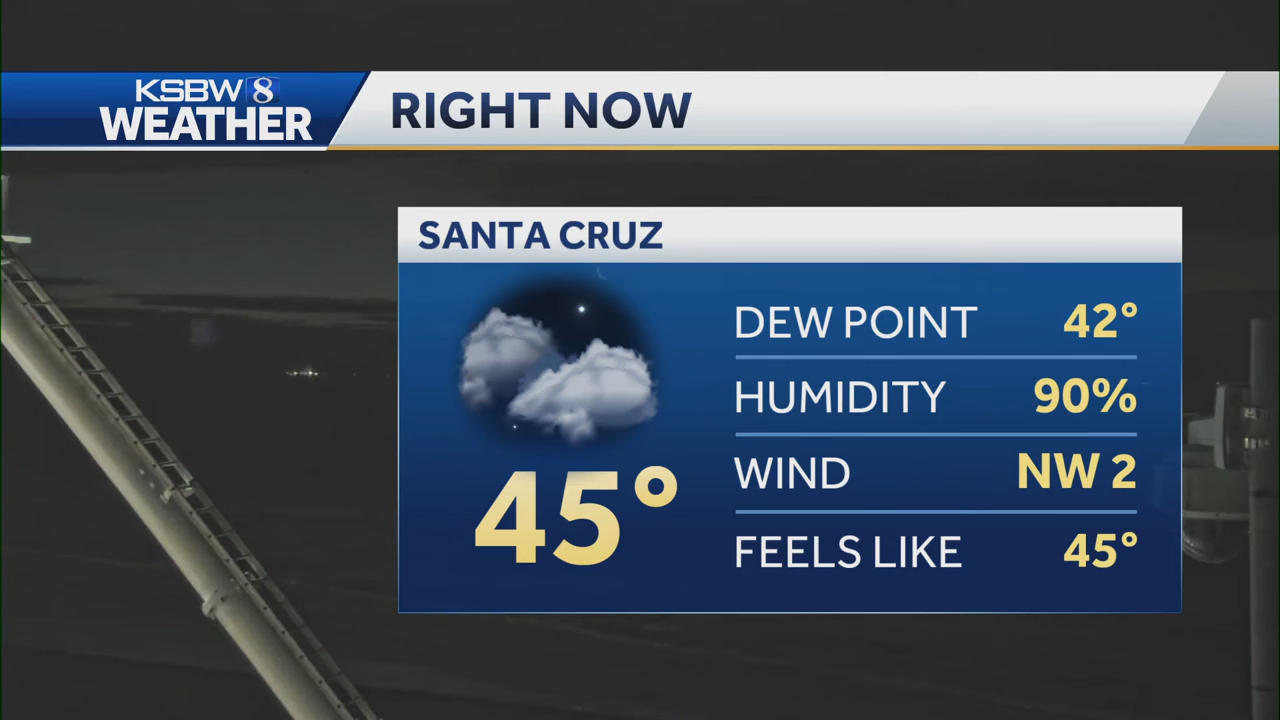 KSBW 8
WEATHER
RIGHT NOW
SANTA CRUZ
45°
DEW POINT 42°
HUMIDITY 90%
WIND NW 2
FEELS LIKE 45°